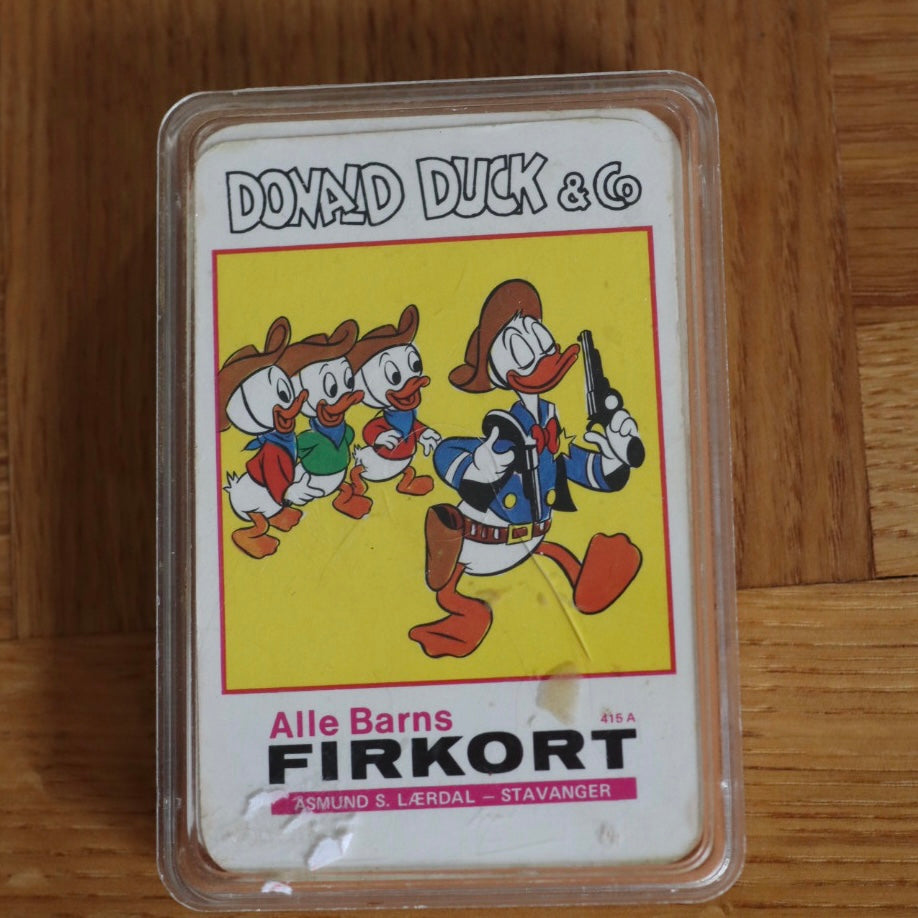 DONALD DUCK & Co
Alle Barns
415 A
FIRKORT
ASMUND S. LÆRDAL – STAVANGER